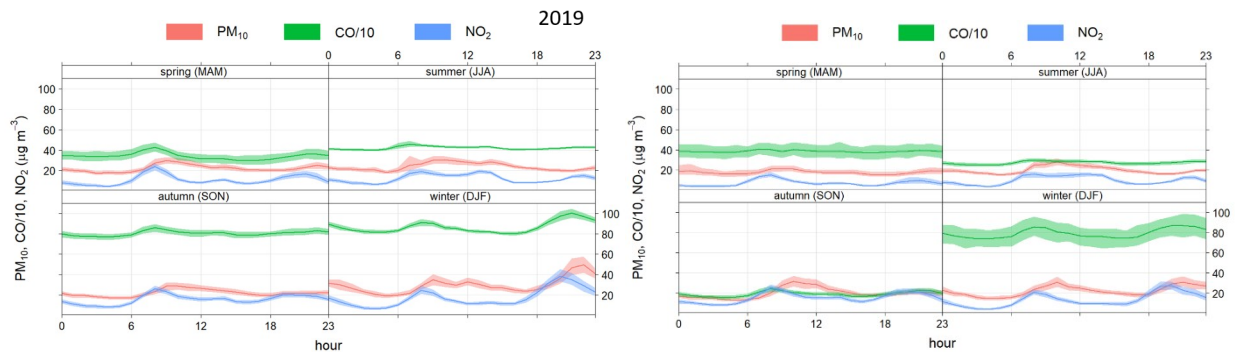 2019
PM₁₀ CO/10 NO₂
0 6 12 18 23
spring (MAM) summer (JJA)
100
80
60
40
20
autumn (SON) winter (DJF)
100
80
60
40
20
0 6 12 18 23
hour
PM₁₀, CO/10, NO₂ (µg m⁻³)
PM₁₀ CO/10 NO₂
0 6 12 18 23
spring (MAM) summer (JJA)
100
80
60
40
20
autumn (SON) winter (DJF)
100
80
60
40
20
0 6 12 18 23
hour
PM₁₀, CO/10, NO₂ (µg m⁻³)